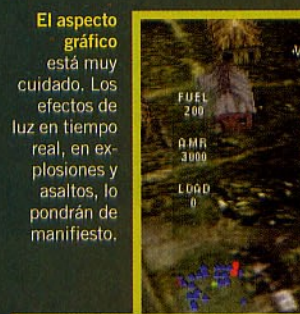 El aspecto
gráfico
está muy
cuidado. Los
efectos de
luz en tiempo
real, en ex-
plosiones y
asaltos, lo
pondrán de
manifiesto.
FUEL
200
AMR
3000
LOAD
0